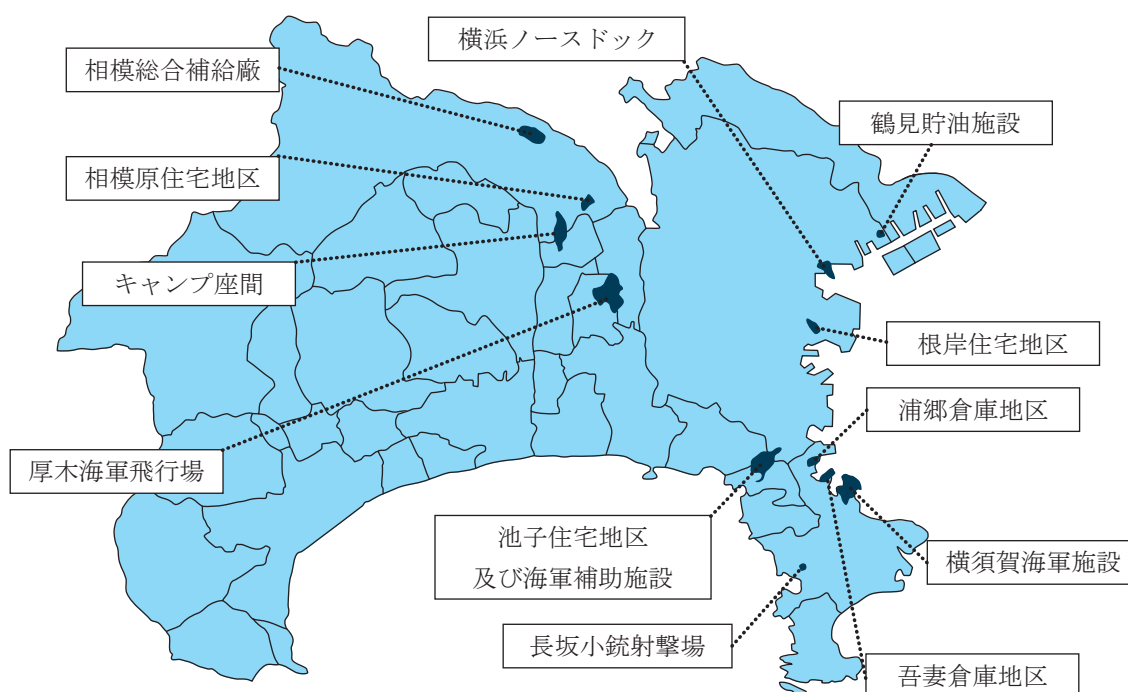 横浜ノースドック
相模総合補給廠
鶴見貯油施設
相模原住宅地区
キャンプ座間
根岸住宅地区
浦郷倉庫地区
厚木海軍飛行場
池子住宅地区
及び海軍補助施設
横須賀海軍施設
長坂小銃射撃場
吾妻倉庫地区